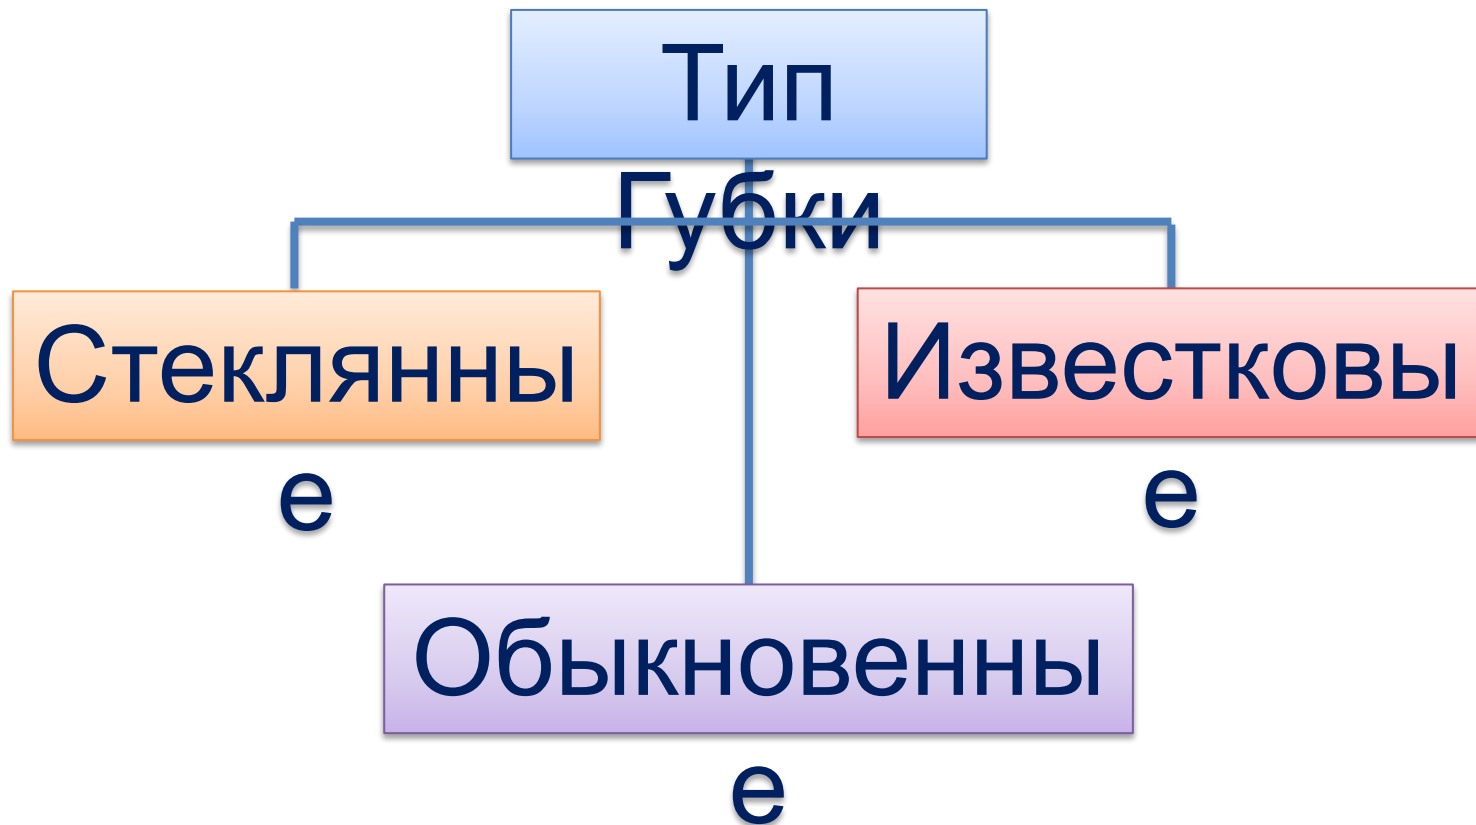 Тип
Губки
Стеклянны
е
Известковы
е
Обыкновенны
е